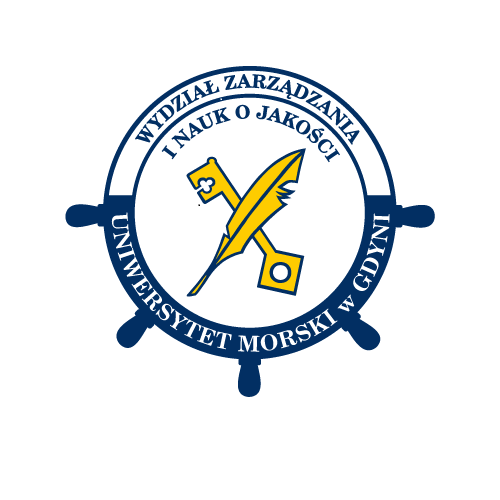 WYDZIAŁ ZARZĄDZANIA
I NAUK O JAKOŚCI
UNIWERSYTET MORSKI w GDYNI